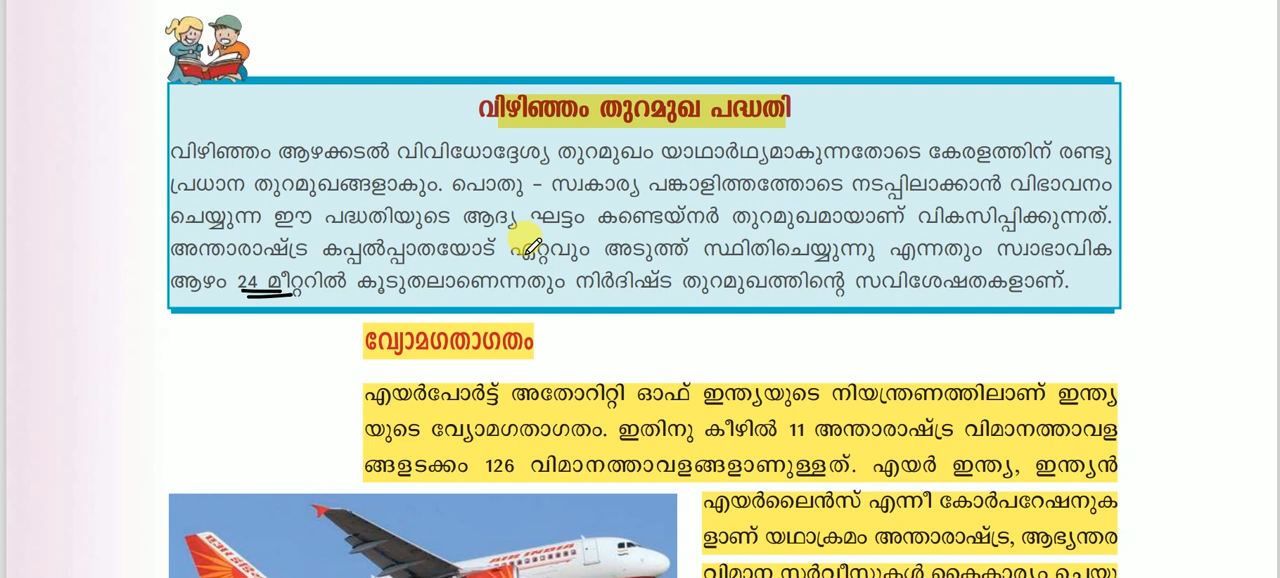 വിഴിഞ്ഞം തുറമുഖ പദ്ധതി
വിഴിഞ്ഞം ആഴക്കടൽ വിവിധോദ്ദേശ്യ തുറമുഖം യാഥാർഥ്യമാകുന്നതോടെ കേരളത്തിന് രണ്ടു
പ്രധാന തുറമുഖങ്ങളാകും. പൊതു – സ്വകാര്യ പങ്കാളിത്തത്തോടെ നടപ്പിലാക്കാൻ വിഭാവനം
ചെയ്യുന്ന ഈ പദ്ധതിയുടെ ആദ്യ ഘട്ടം കണ്ടെയ്നർ തുറമുഖമായാണ് വികസിപ്പിക്കുന്നത്.
അന്താരാഷ്ട്ര കപ്പൽപ്പാതയോട് ഏറ്റവും അടുത്ത് സ്ഥിതിചെയ്യുന്നു എന്നതും സ്വാഭാവിക
ആഴം 24 മീറ്ററിൽ കൂടുതലാണെന്നതും നിർദിഷ്ട തുറമുഖത്തിന്റെ സവിശേഷതകളാണ്.
വ്യോമഗതാഗതം
എയർപോർട്ട് അതോറിറ്റി ഓഫ് ഇന്ത്യയുടെ നിയന്ത്രണത്തിലാണ് ഇന്ത്യ
യുടെ വ്യോമഗതാഗതം. ഇതിനു കീഴിൽ 11 അന്താരാഷ്ട്ര വിമാനത്താവള
ങ്ങളടക്കം 126 വിമാനത്താവളങ്ങളാണുള്ളത്. എയർ ഇന്ത്യ, ഇന്ത്യൻ
എയർലൈൻസ് എന്നീ കോർപറേഷനുക
ളാണ് യഥാക്രമം അന്താരാഷ്ട്ര, ആഭ്യന്തര
വിമാന സർവീസുകൾ കൈകാര്യം ചെയ്യു
AIR INDIA